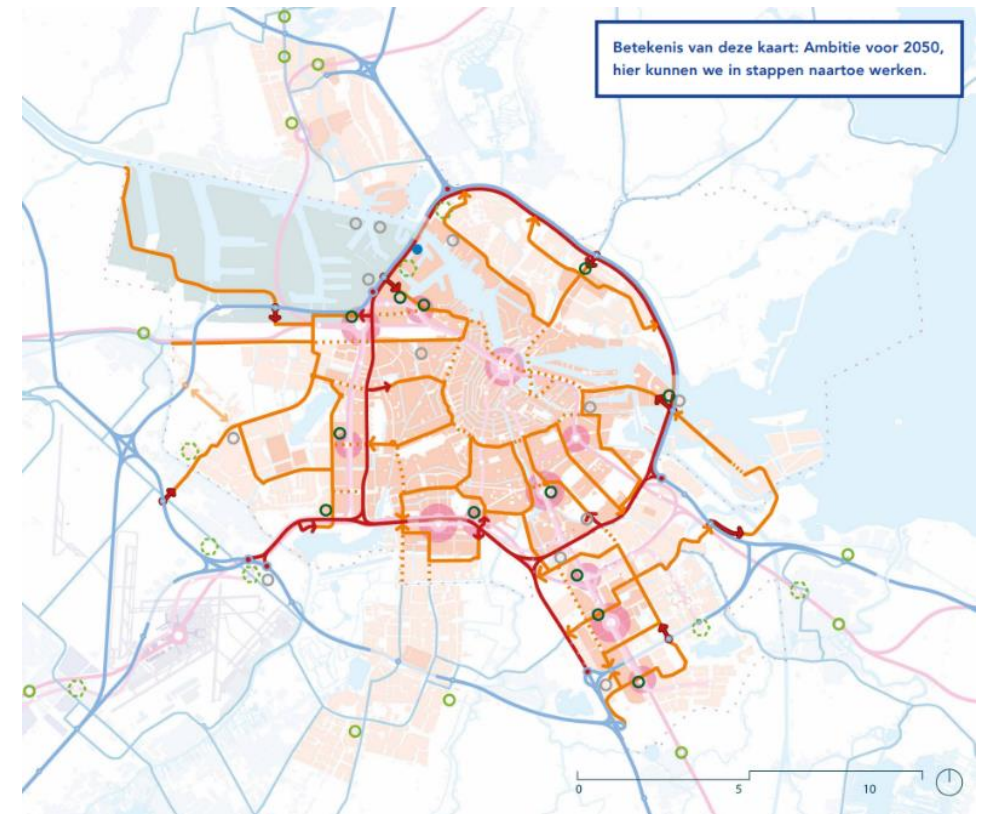 Betekenis van deze kaart: Ambitie voor 2050,
hier kunnen we in stappen naartoe werken.
0 5 10